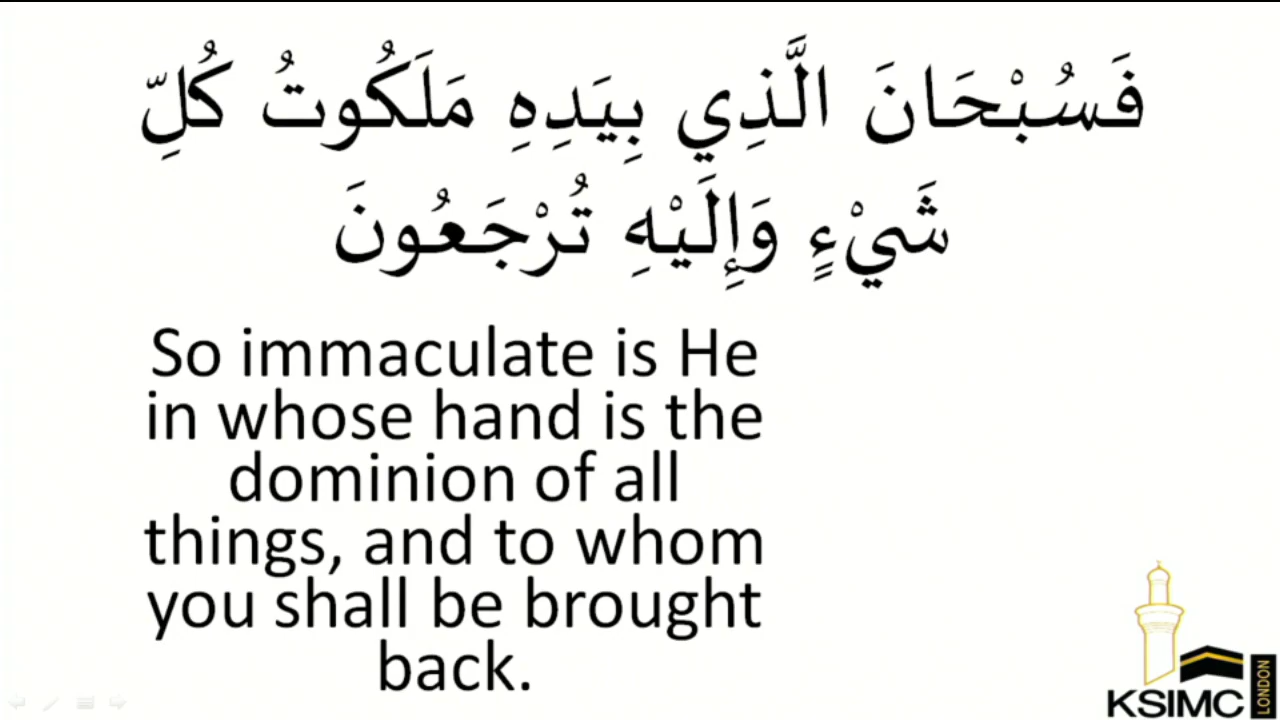 فَسُبْحَانَ الَّذِي بِيَدِهِ مَلَكُوتُ كُلِّ
شَيْءٍ وَإِلَيْهِ تُرْجَعُونَ
So immaculate is He
in whose hand is the
dominion of all
things, and to whom
you shall be brought
back.
KSIMC
LONDON